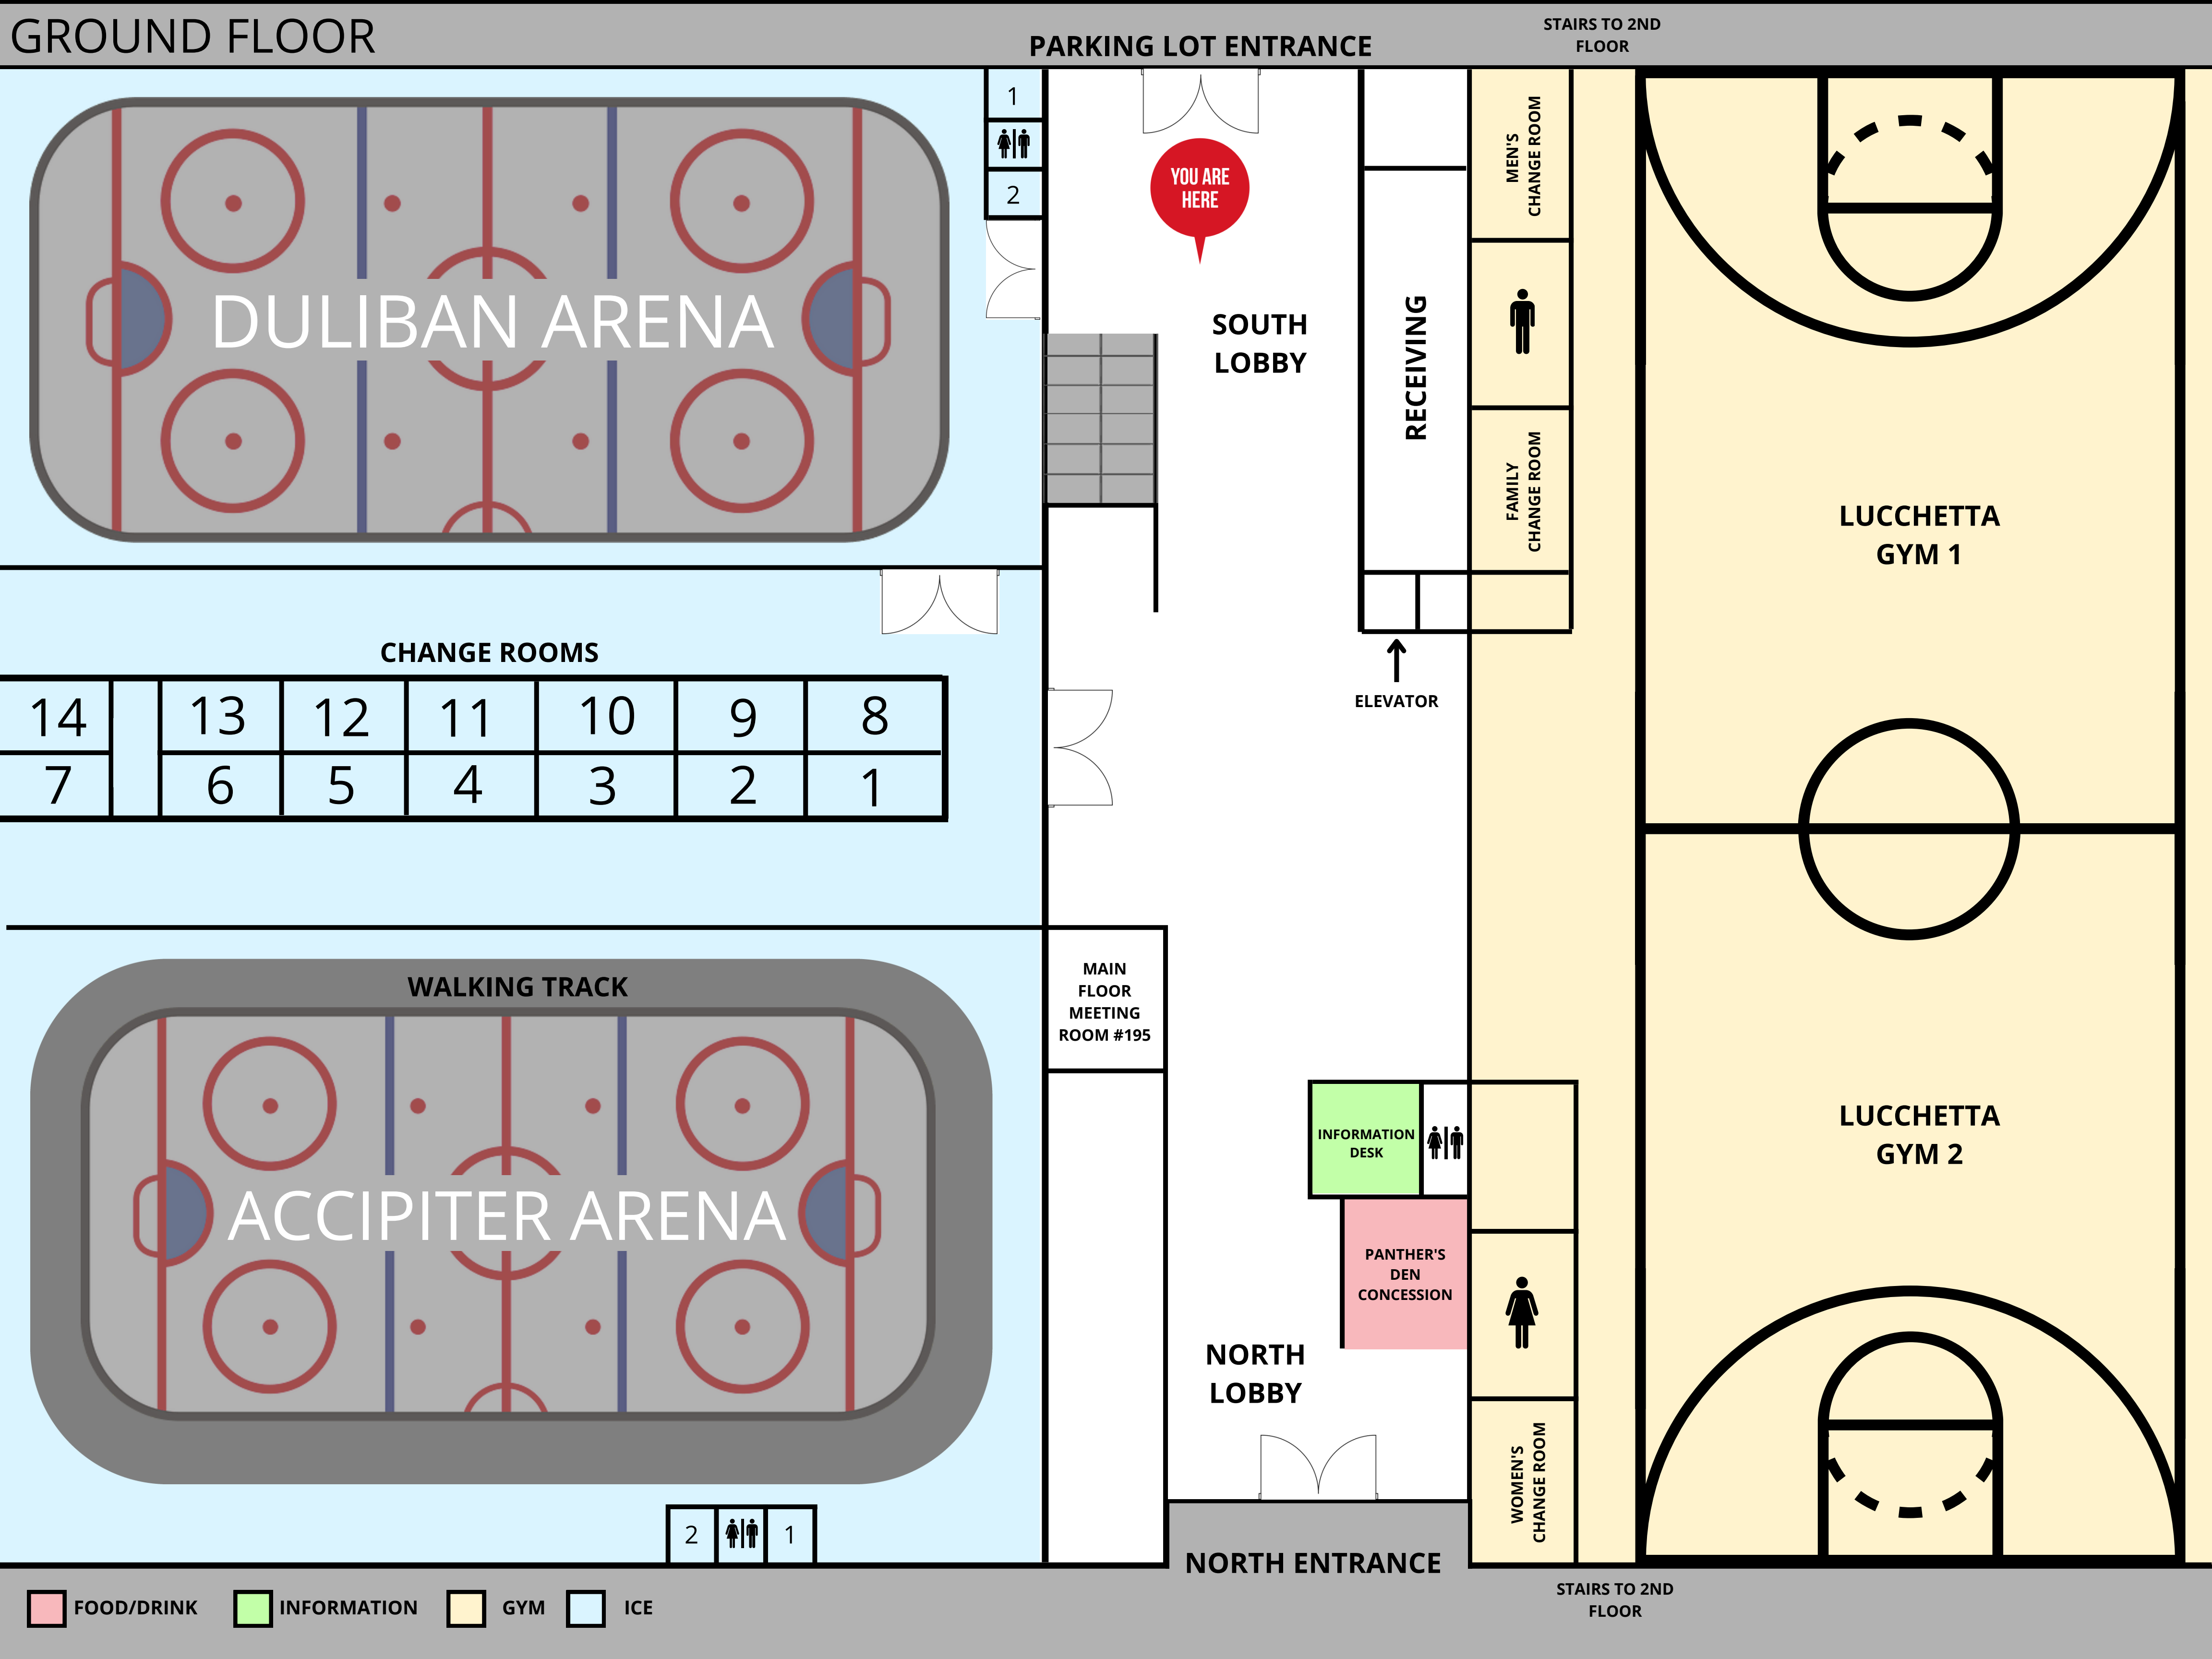 GROUND FLOOR
PARKING LOT ENTRANCE
STAIRS TO 2ND
FLOOR
1
2
YOU ARE
HERE
DULIBAN ARENA
SOUTH
LOBBY
RECEIVING
MEN'S
CHANGE ROOM
FAMILY
CHANGE ROOM
LUCCHETTA
GYM 1
ELEVATOR
CHANGE ROOMS
14 13 12 11 10 9 8
7 6 5 4 3 2 1
WALKING TRACK
ACCIPITER ARENA
MAIN
FLOOR
MEETING
ROOM #195
INFORMATION
DESK
PANTHER'S
DEN
CONCESSION
NORTH
LOBBY
LUCCHETTA
GYM 2
WOMEN'S
CHANGE ROOM
2 1
NORTH ENTRANCE
STAIRS TO 2ND
FLOOR
FOOD/DRINK INFORMATION GYM ICE